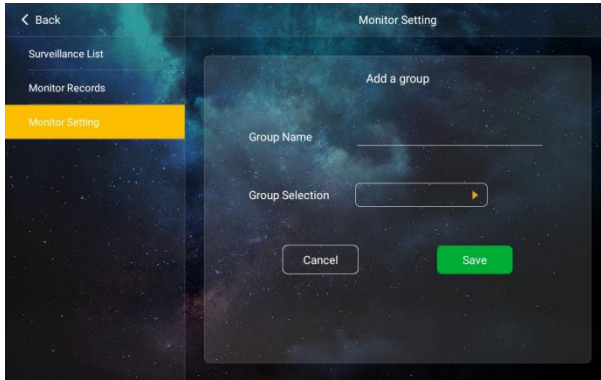 Back
Monitor Setting
Surveillance List
Monitor Records
Monitor Setting
Add a group
Group Name
Group Selection
Cancel
Save